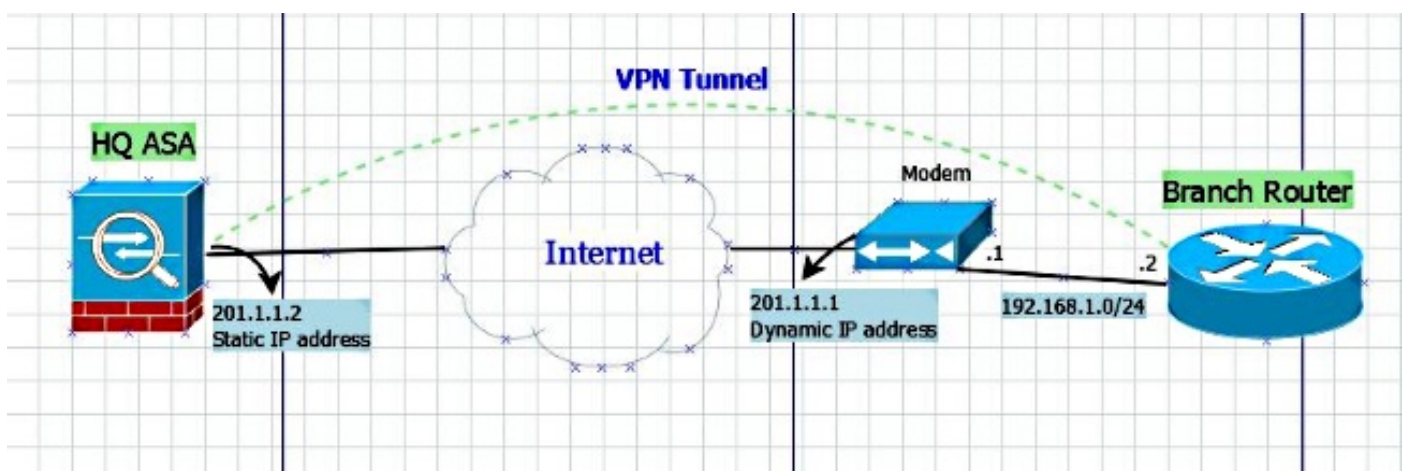 VPN Tunnel
HQ ASA
Modem
Branch Router
Internet
.1
.2
201.1.1.2
Static IP address
201.1.1.1
Dynamic IP address
192.168.1.0/24